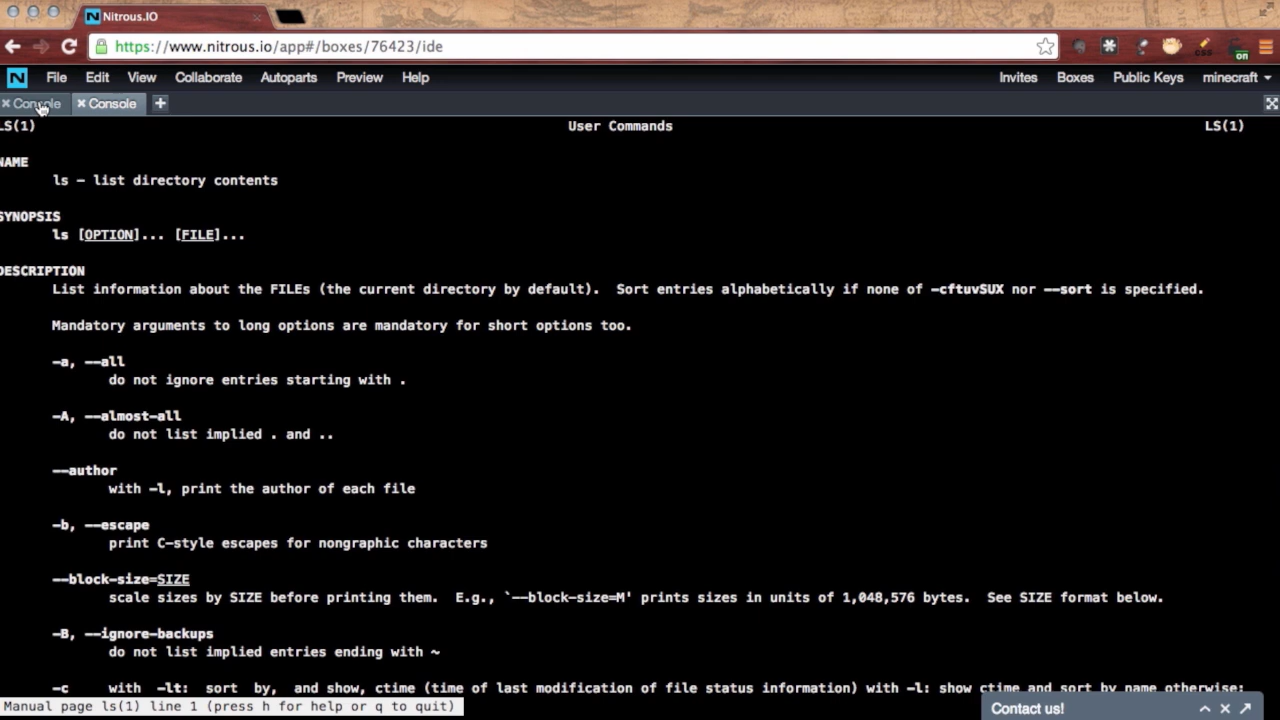 Nitrous.IO
https://www.nitrous.io/app#/boxes/76423/ide
css
on
N File Edit View Collaborate Autoparts Preview Help Invites Boxes Public Keys minecraft
Console Console
LS(1) User Commands LS(1)
NAME
ls - list directory contents
SYNOPSIS
ls [OPTION]... [FILE]...
DESCRIPTION
List information about the FILEs (the current directory by default). Sort entries alphabetically if none of -cftuvSUX nor --sort is specified.
Mandatory arguments to long options are mandatory for short options too.
-a, --all
do not ignore entries starting with .
-A, --almost-all
do not list implied . and ..
--author
with -l, print the author of each file
-b, --escape
print C-style escapes for nongraphic characters
--block-size=SIZE
scale sizes by SIZE before printing them. E.g., `--block-size=M' prints sizes in units of 1,048,576 bytes. See SIZE format below.
-B, --ignore-backups
do not list implied entries ending with ~
-c with -lt: sort by, and show, ctime (time of last modification of file status information) with -l: show ctime and sort by name otherwise:
Manual page ls(1) line 1 (press h for help or q to quit)
Contact us!